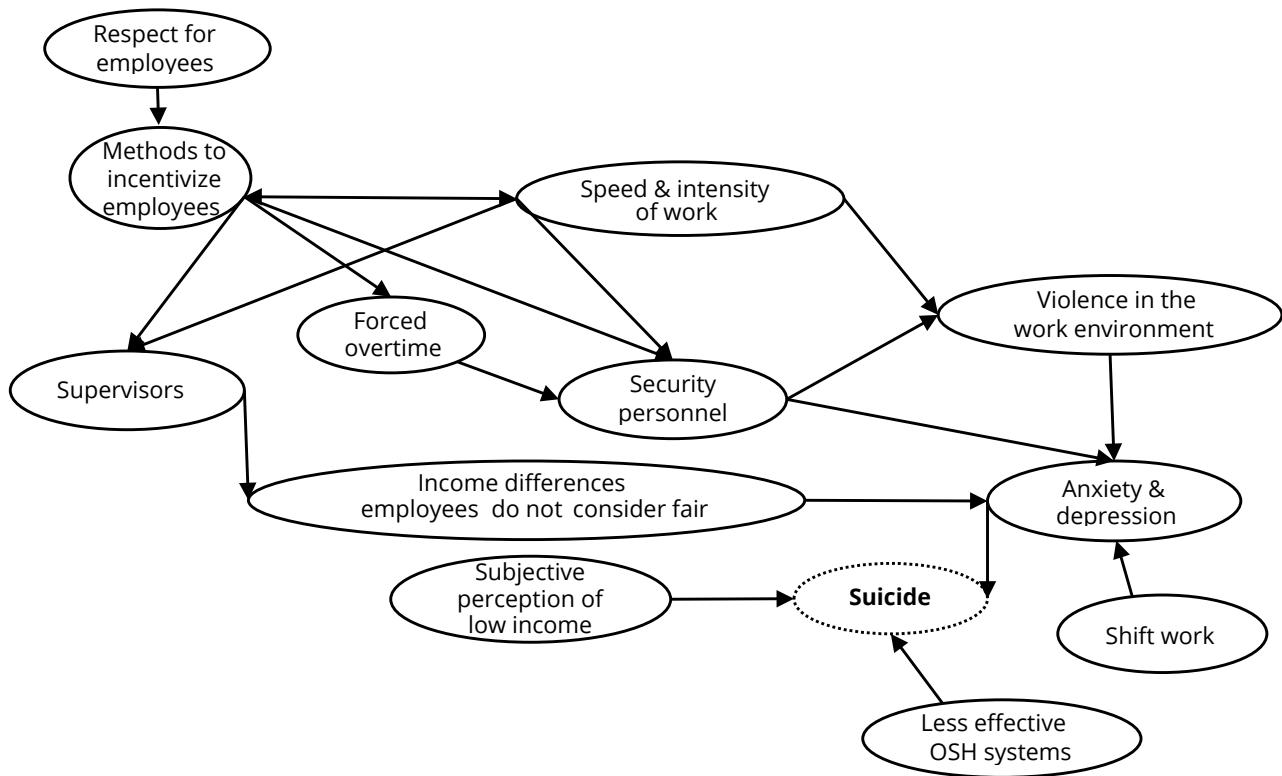 Respect for
employees
Methods to
incentivize
employees
Speed & intensity
of work
Violence in the
work environment
Forced
overtime
Supervisors
Security
personnel
Income differences
employees do not consider fair
Anxiety &
depression
Subjective
perception of
low income
Suicide
Shift work
Less effective
OSH systems